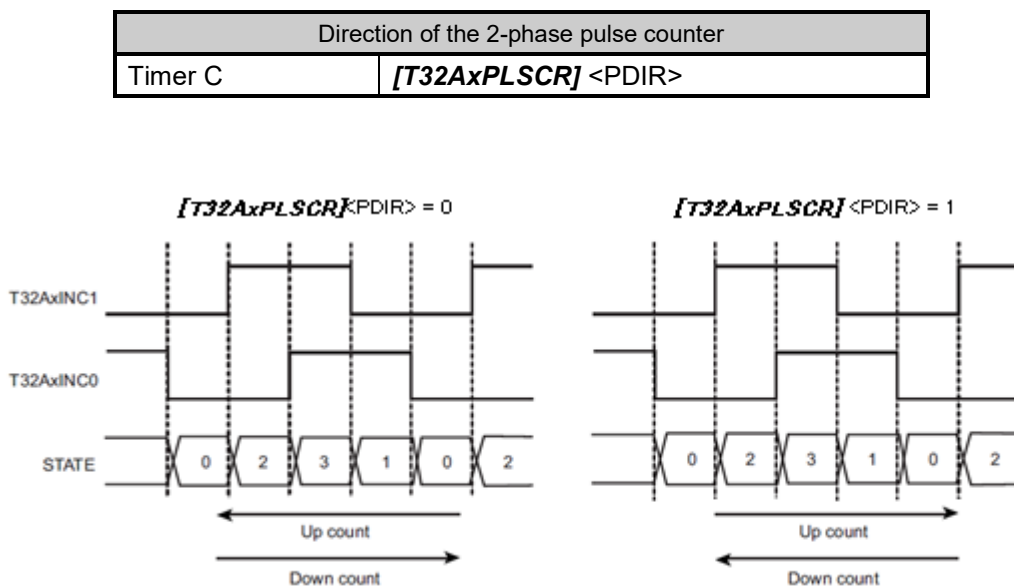 Direction of the 2-phase pulse counter
Timer C [T32AxPLSCR] <PDIR>
[T32AxPLSCR]<PDIR> = 0
[T32AxPLSCR] <PDIR> = 1
T32AxINC1
T32AxINC0
STATE
0 2 3 1 0 2
0 2 3 1 0 2
Up count
Down count
Up count
Down count